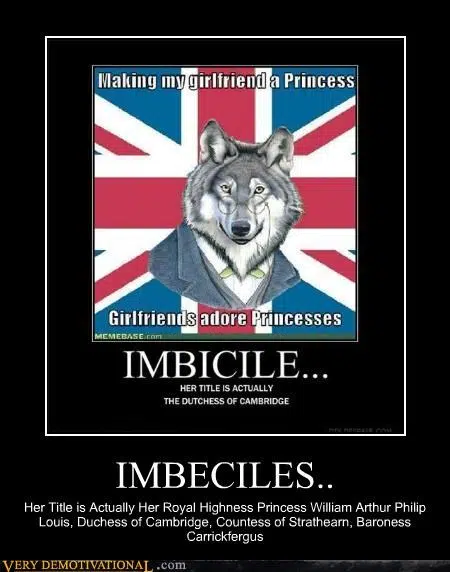 Making my girlfriend a Princess
Girlfriends adore Princesses
MEMEBASE.com
IMBICILE...
HER TITLE IS ACTUALLY
THE DUTCHESS OF CAMBRIDGE
IMBECILES..
Her Title is Actually Her Royal Highness Princess William Arthur Philip
Louis, Duchess of Cambridge, Countess of Strathearn, Baroness
Carrickfergus
VERY DEMOTIVATIONAL.com